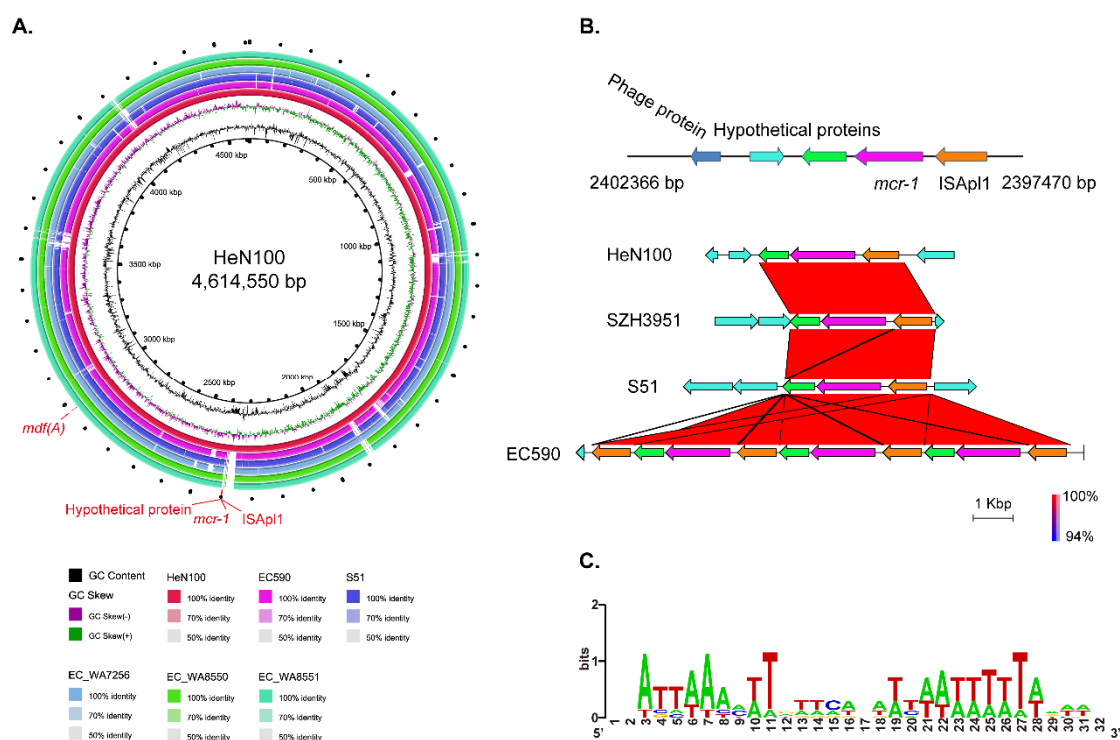 A.
HeN100
4,614,550 bp
500 kbp
1000 kbp
1500 kbp
2000 kbp
2500 kbp
3000 kbp
3500 kbp
4000 kbp
4500 kbp
mdf(A)
Hypothetical protein
mcr-1
ISApl1
GC Content
GC Skew
GC Skew(-)
GC Skew(+)
HeN100
100% identity
70% identity
50% identity
EC590
100% identity
70% identity
50% identity
S51
100% identity
70% identity
50% identity
EC_WA7256
100% identity
70% identity
50% identity
EC_WA8550
100% identity
70% identity
50% identity
EC_WA8551
100% identity
70% identity
50% identity
B.
Phage protein
Hypothetical proteins
mcr-1
ISApl1
2402366 bp
2397470 bp
HeN100
SZH3951
S51
EC590
1 Kbp
100%
94%
C.
2
1
0
bits
5'
1 2 3 4 5 6 7 8 9 10 11 12 13 14 15 16 17 18 19 20 21 22 23 24 25 26 27 28 29 30 31 32